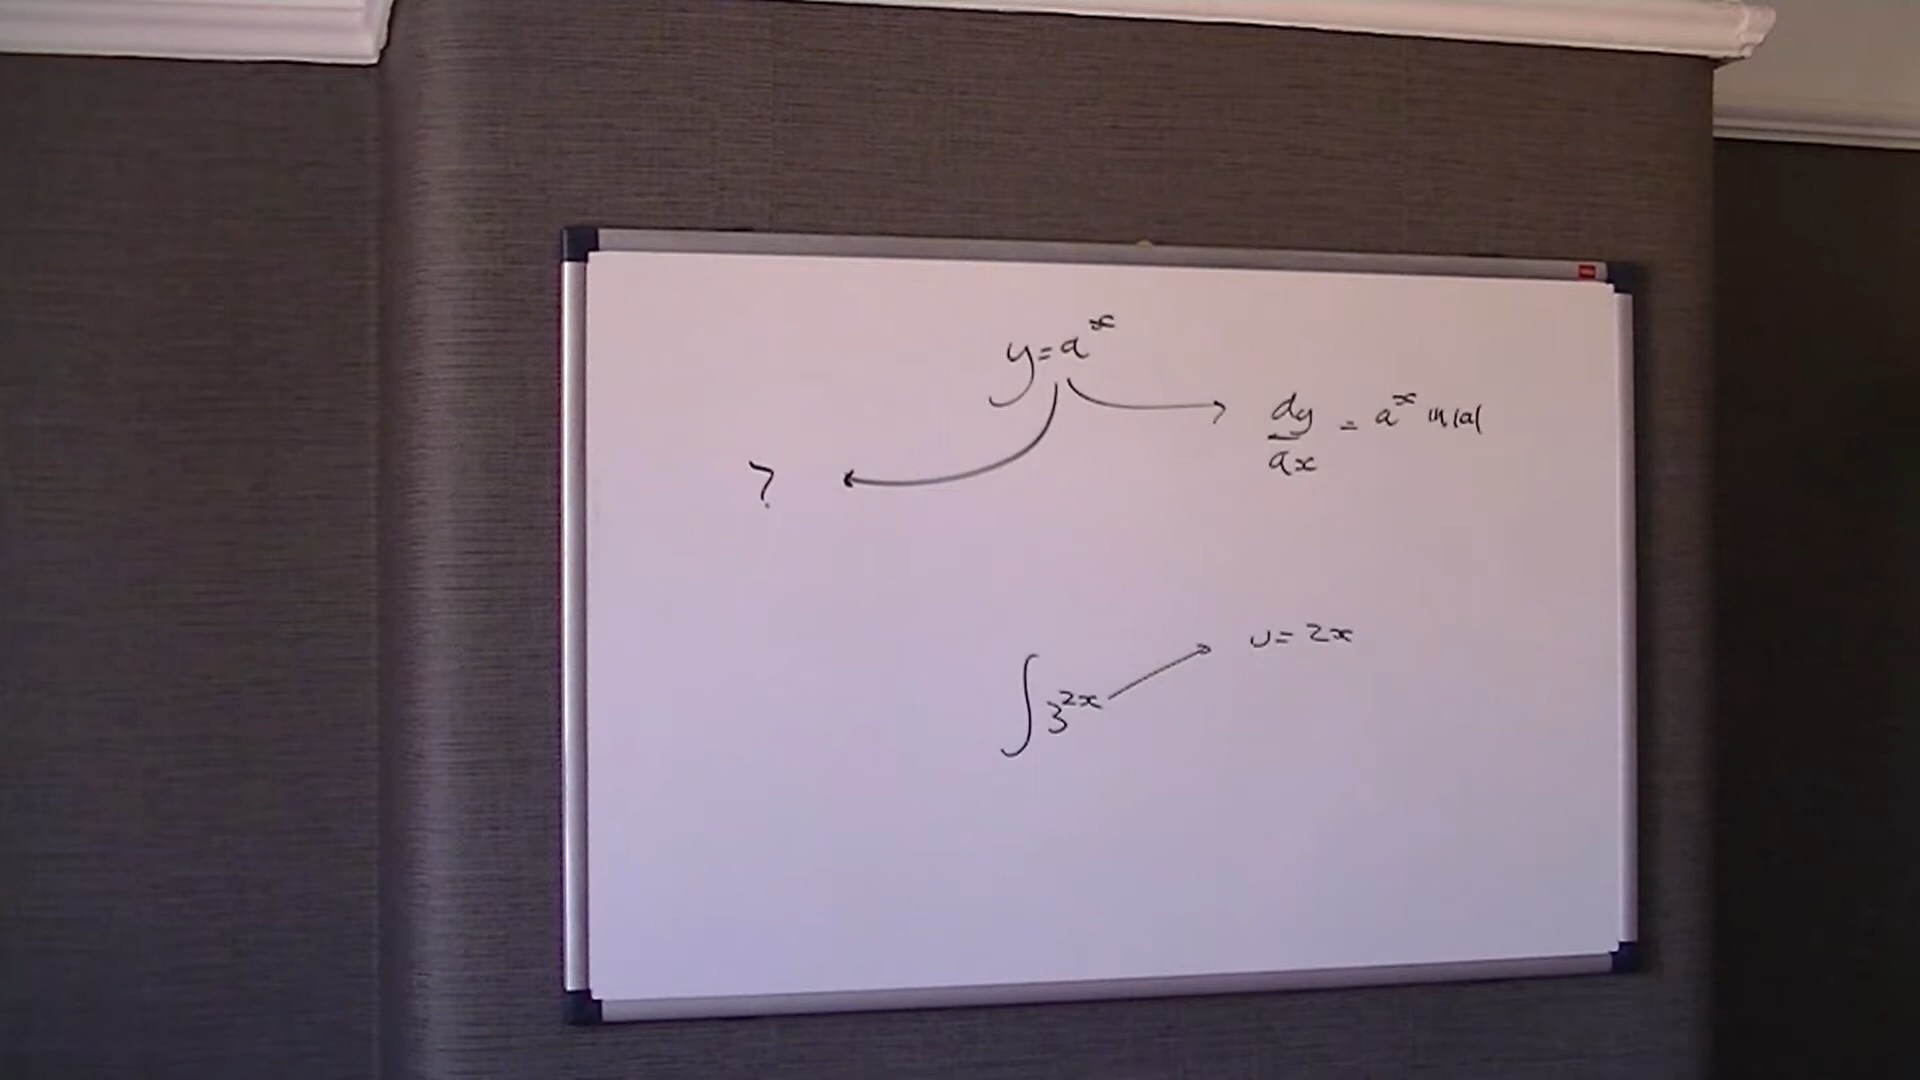 y=aˣ
dy/dx = aˣ ln|a|
?
u= 2x
∫3²ˣ